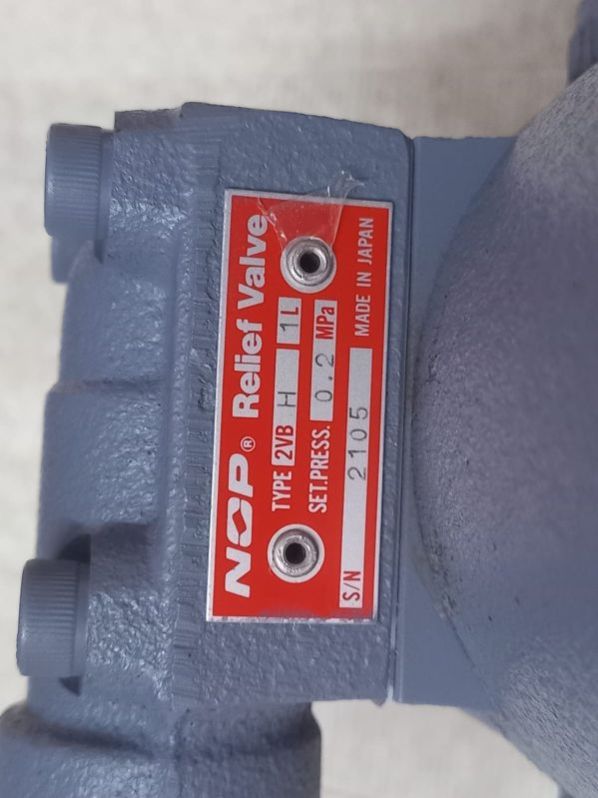 NOP® Relief Valve
TYPE 2VB H 1L
SET.PRESS. 0.2 MPa
S/N 2105 MADE IN JAPAN